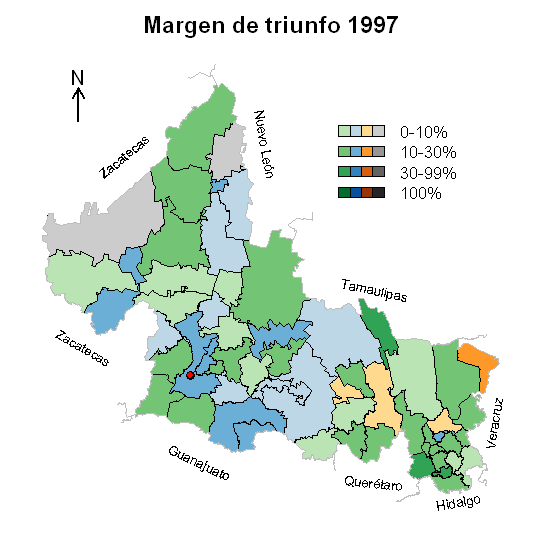 Margen de triunfo 1997
N
Zacatecas
Nuevo León
0-10%
10-30%
30-99%
100%
Tamaulipas
Zacatecas
Veracruz
Guanajuato
Querétaro
Hidalgo